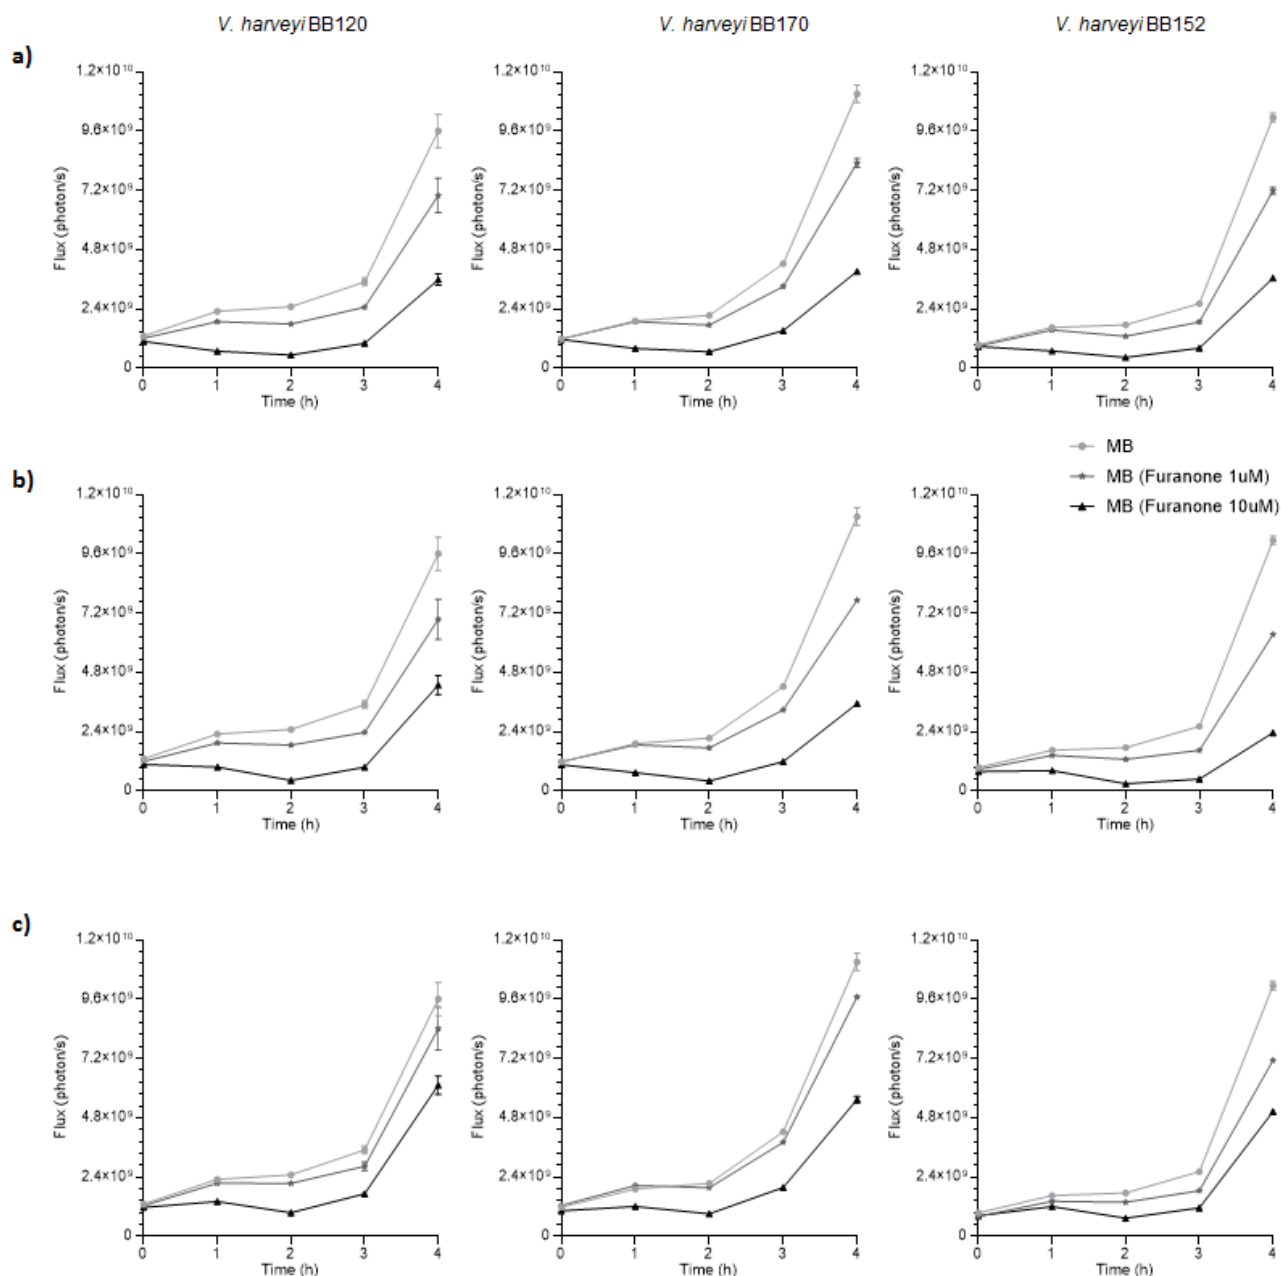 V. harveyi BB120 V. harveyi BB170 V. harveyi BB152
a)
1.2×10¹⁰ 1.2×10¹⁰ 1.2×10¹⁰
9.6×10⁹ 9.6×10⁹ 9.6×10⁹
7.2×10⁹ 7.2×10⁹ 7.2×10⁹
4.8×10⁹ 4.8×10⁹ 4.8×10⁹
2.4×10⁹ 2.4×10⁹ 2.4×10⁹
0 0 0
Flux (photon/s) Flux (photon/s) Flux (photon/s)
0 1 2 3 4 0 1 2 3 4 0 1 2 3 4
Time (h) Time (h) Time (h)
MB
MB (Furanone 1uM)
MB (Furanone 10uM)
b)
1.2×10¹⁰ 1.2×10¹⁰ 1.2×10¹⁰
9.6×10⁹ 9.6×10⁹ 9.6×10⁹
7.2×10⁹ 7.2×10⁹ 7.2×10⁹
4.8×10⁹ 4.8×10⁹ 4.8×10⁹
2.4×10⁹ 2.4×10⁹ 2.4×10⁹
0 0 0
Flux (photon/s) Flux (photon/s) Flux (photon/s)
0 1 2 3 4 0 1 2 3 4 0 1 2 3 4
Time (h) Time (h) Time (h)
c)
1.2×10¹⁰ 1.2×10¹⁰ 1.2×10¹⁰
9.6×10⁹ 9.6×10⁹ 9.6×10⁹
7.2×10⁹ 7.2×10⁹ 7.2×10⁹
4.8×10⁹ 4.8×10⁹ 4.8×10⁹
2.4×10⁹ 2.4×10⁹ 2.4×10⁹
0 0 0
Flux (photon/s) Flux (photon/s) Flux (photon/s)
0 1 2 3 4 0 1 2 3 4 0 1 2 3 4
Time (h) Time (h) Time (h)